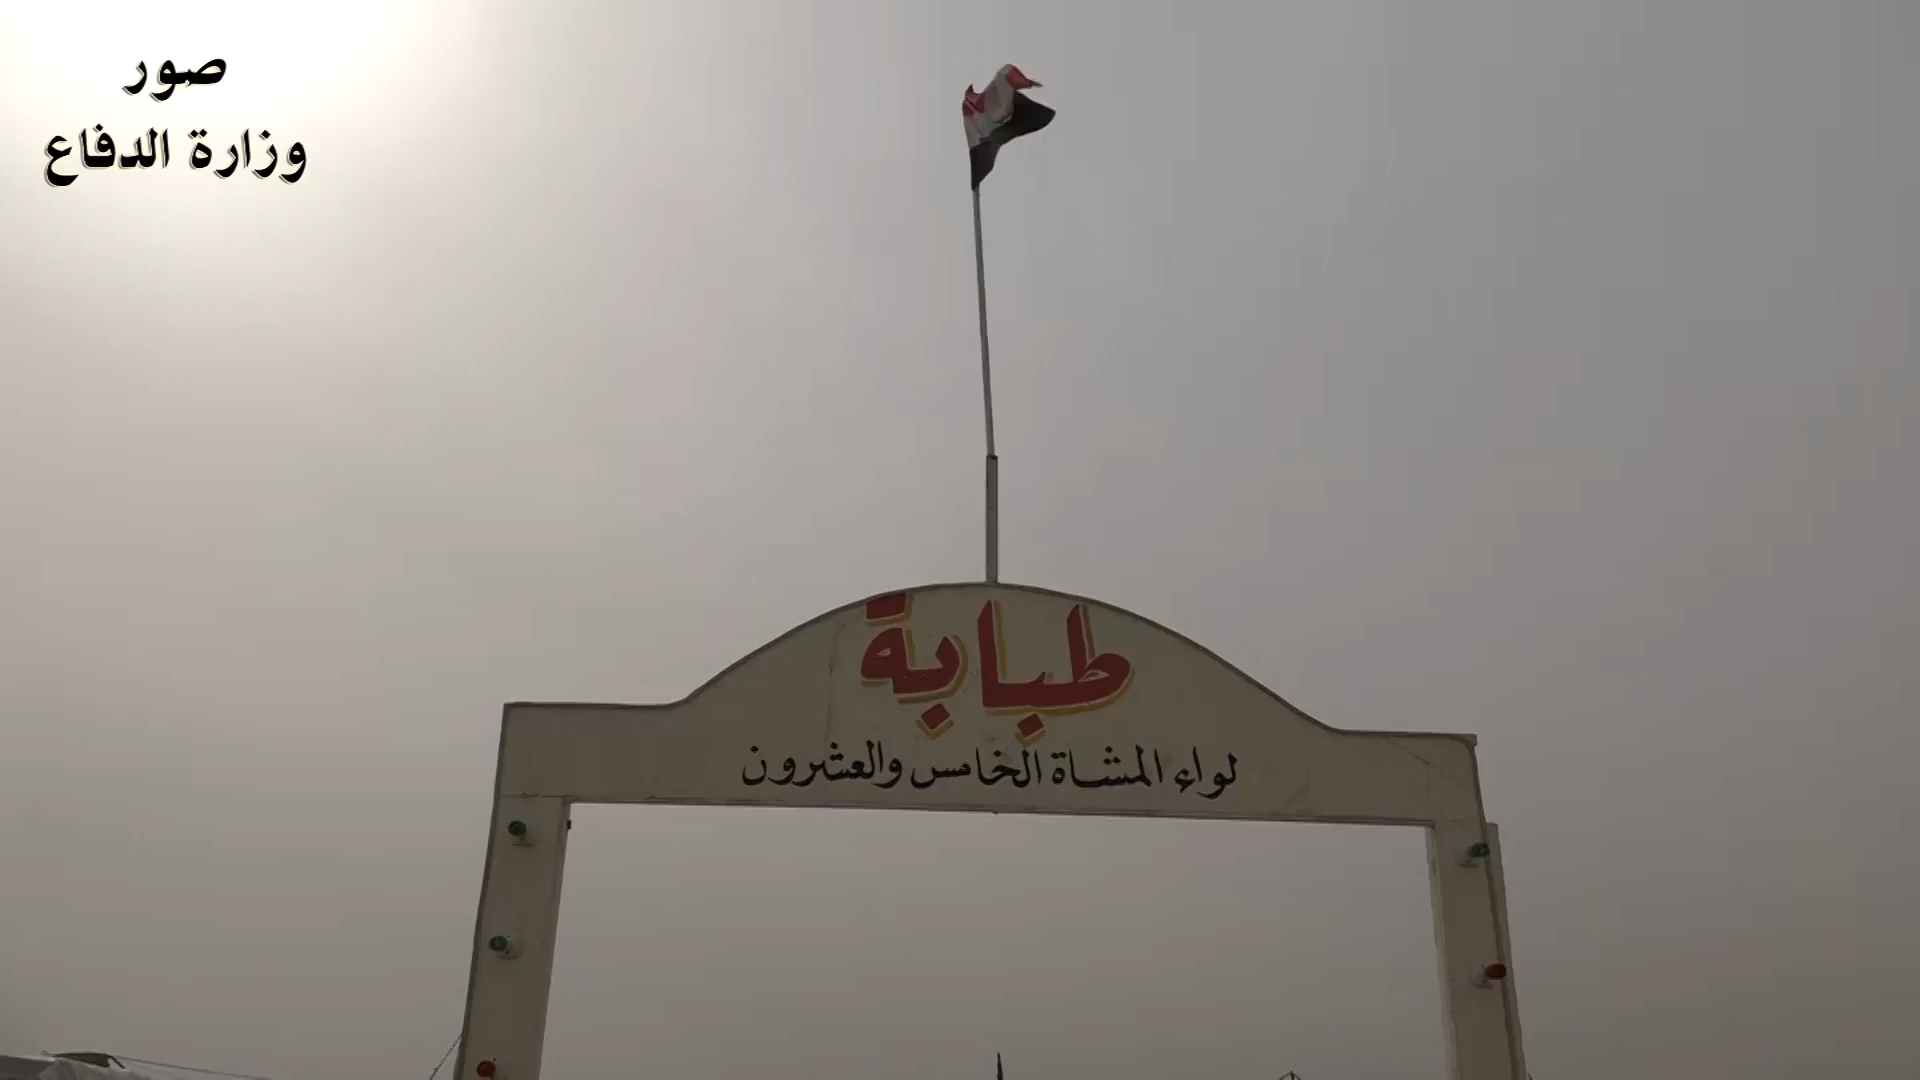 صور
وزارة الدفاع
طبابة
لواء المشاة الخامس والعشرون